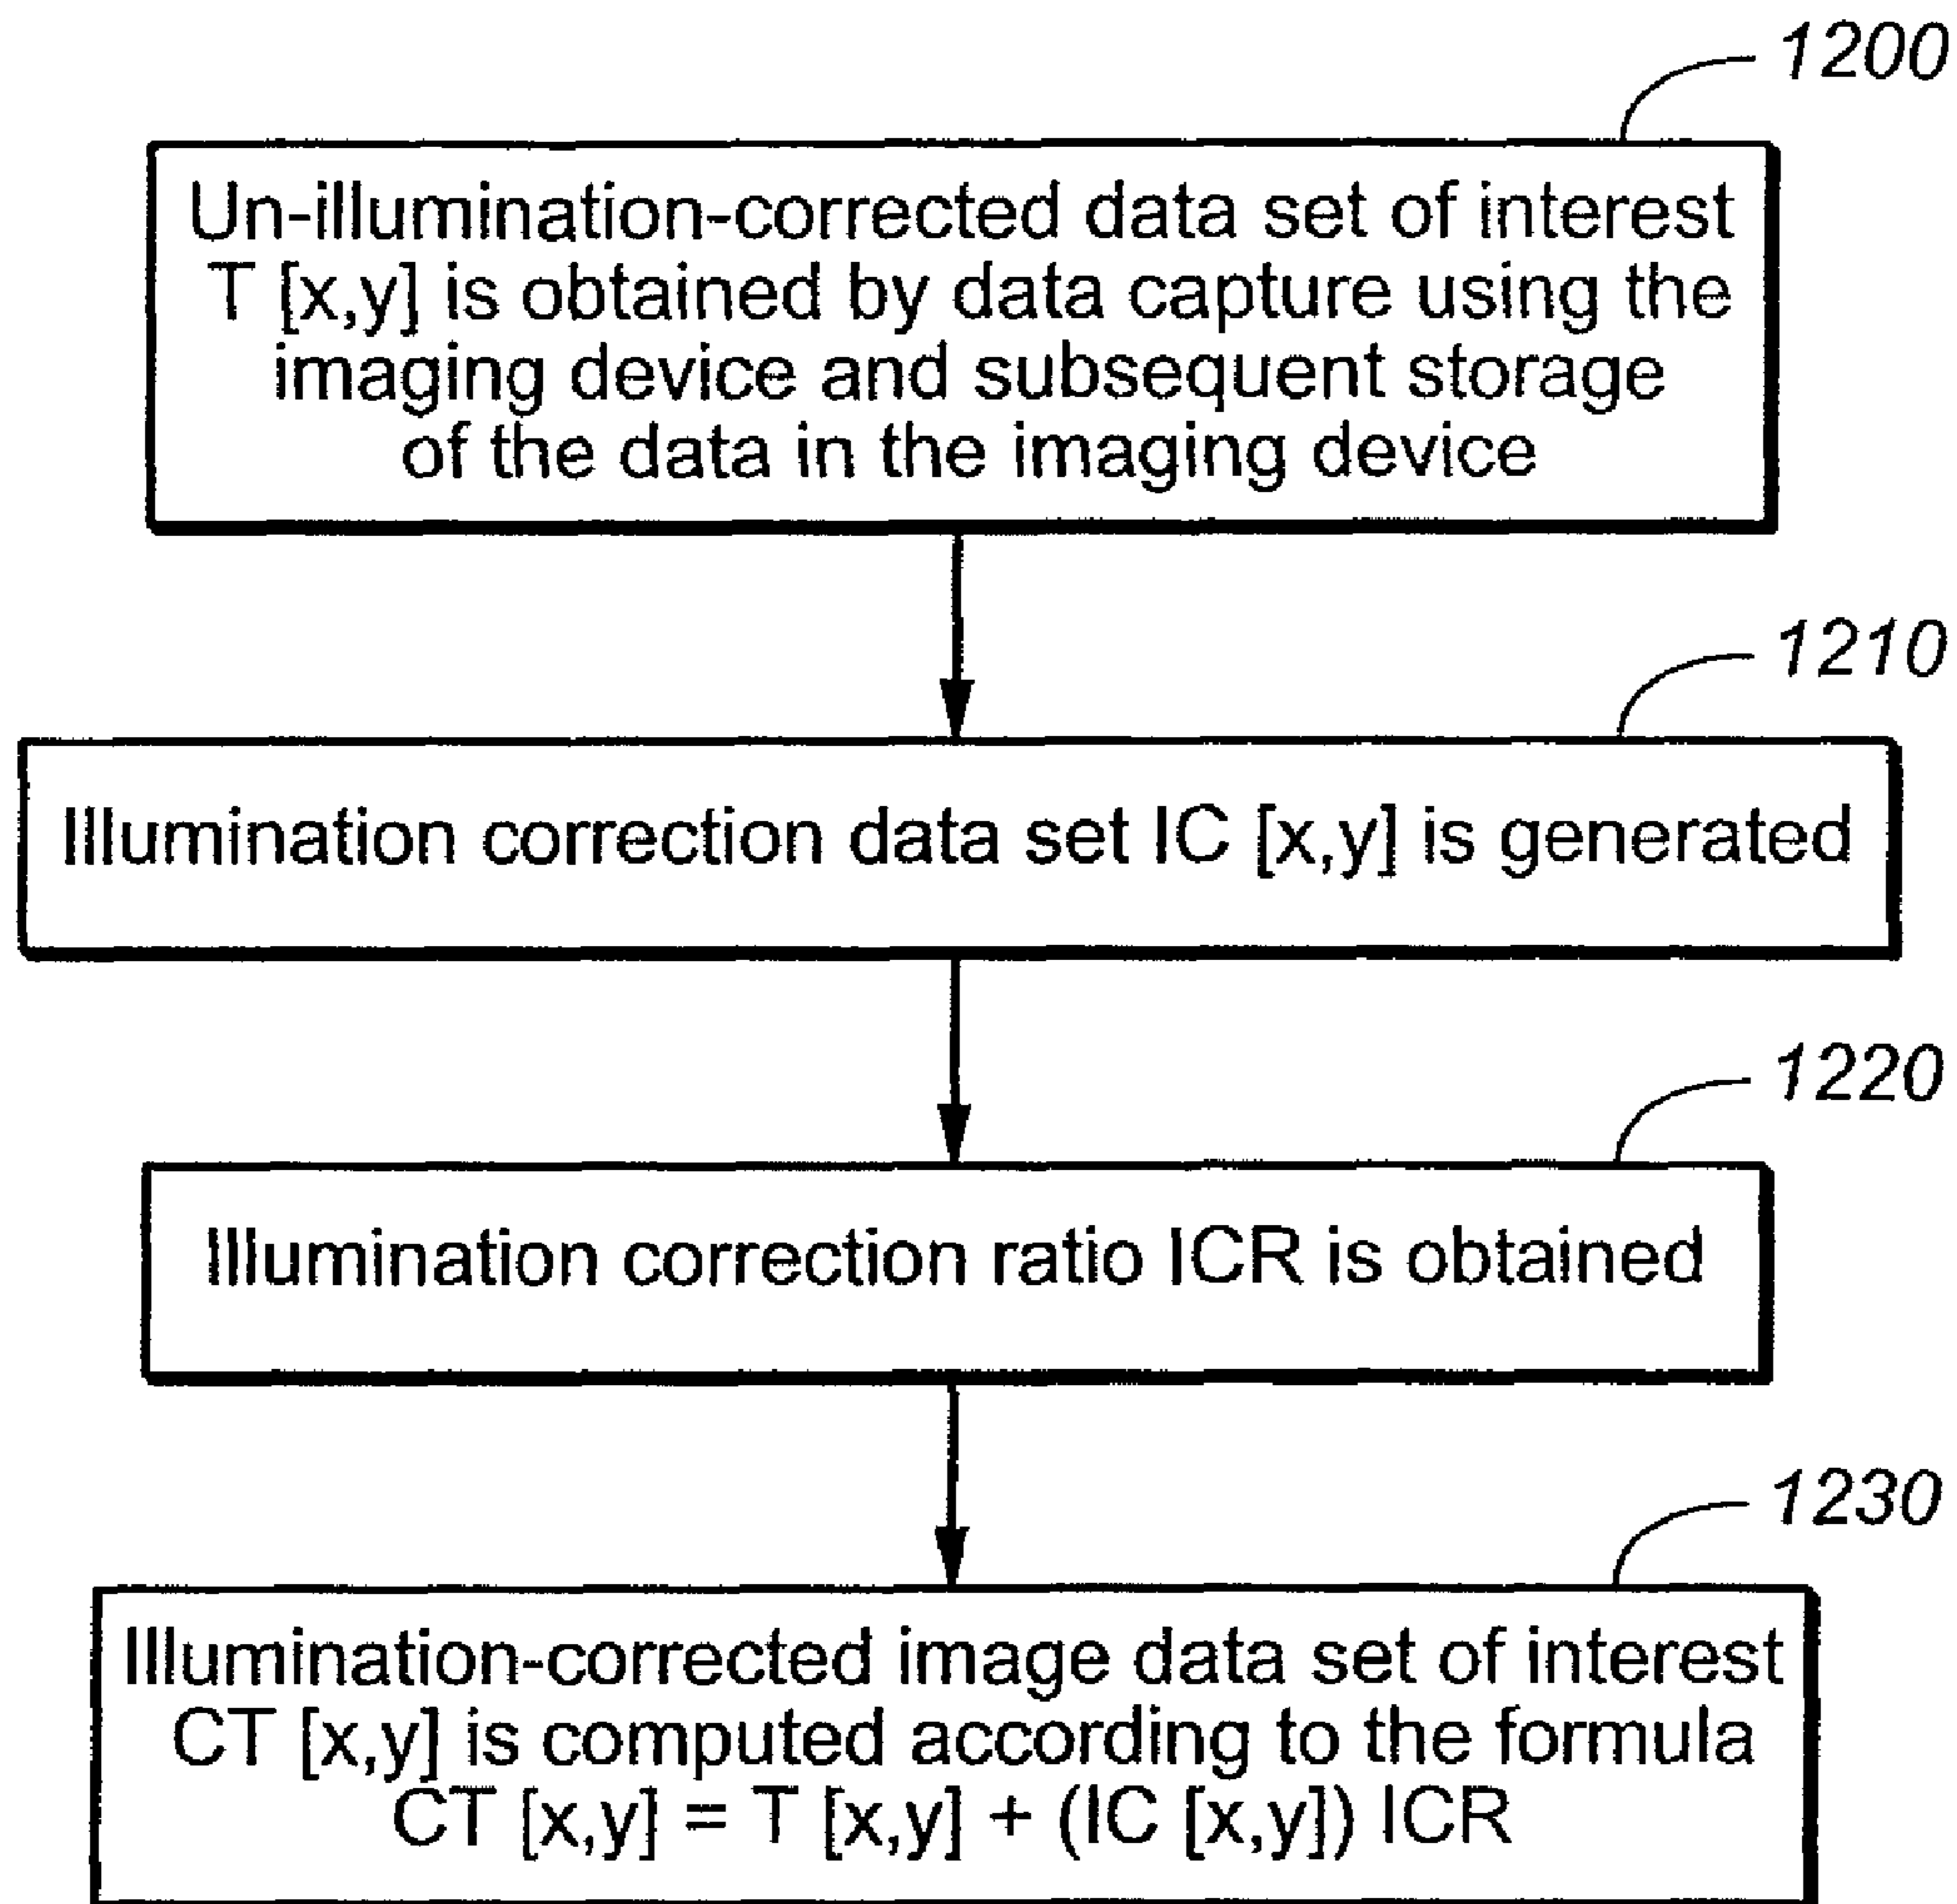 1200
Un-illumination-corrected data set of interest
T [x,y] is obtained by data capture using the
imaging device and subsequent storage
of the data in the imaging device
1210
Illumination correction data set IC [x,y] is generated
1220
Illumination correction ratio ICR is obtained
1230
Illumination-corrected image data set of interest
CT [x,y] is computed according to the formula
CT [x,y] = T [x,y] + (IC [x,y]) ICR